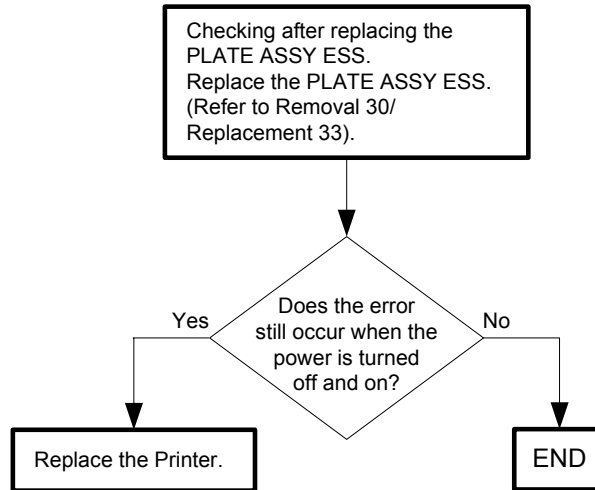 Checking after replacing the
PLATE ASSY ESS.
Replace the PLATE ASSY ESS.
(Refer to Removal 30/
Replacement 33).
Does the error
still occur when the
power is turned
off and on?
Yes
No
Replace the Printer.
END